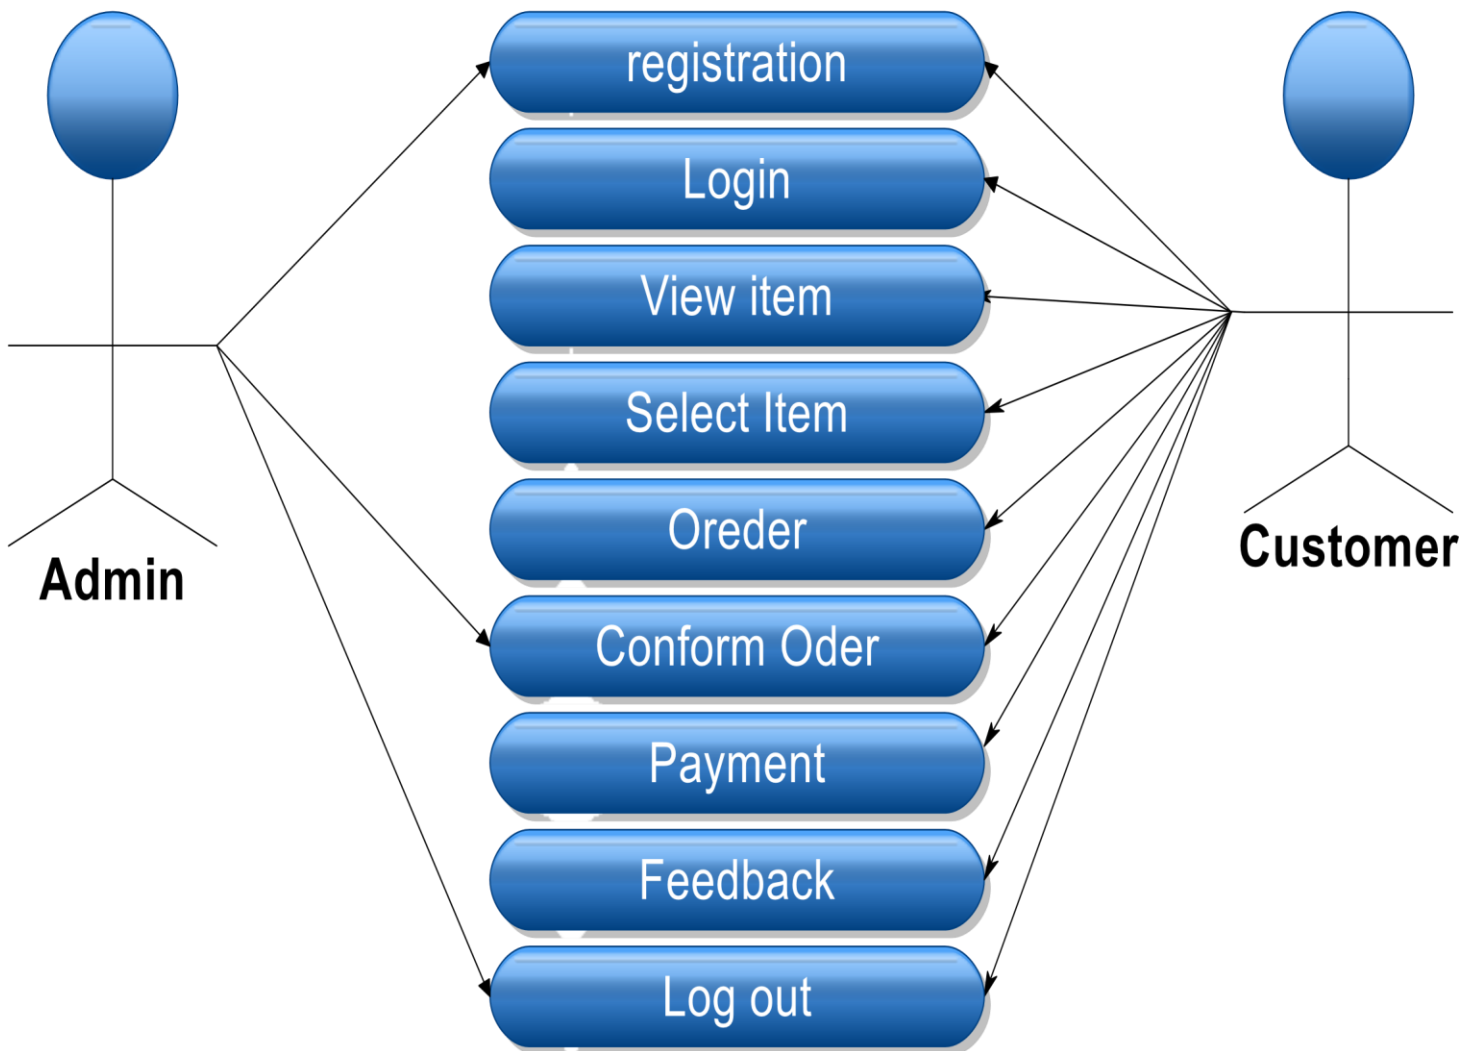 registration
Login
View item
Select Item
Oreder
Conform Oder
Payment
Feedback
Log out
Admin
Customer